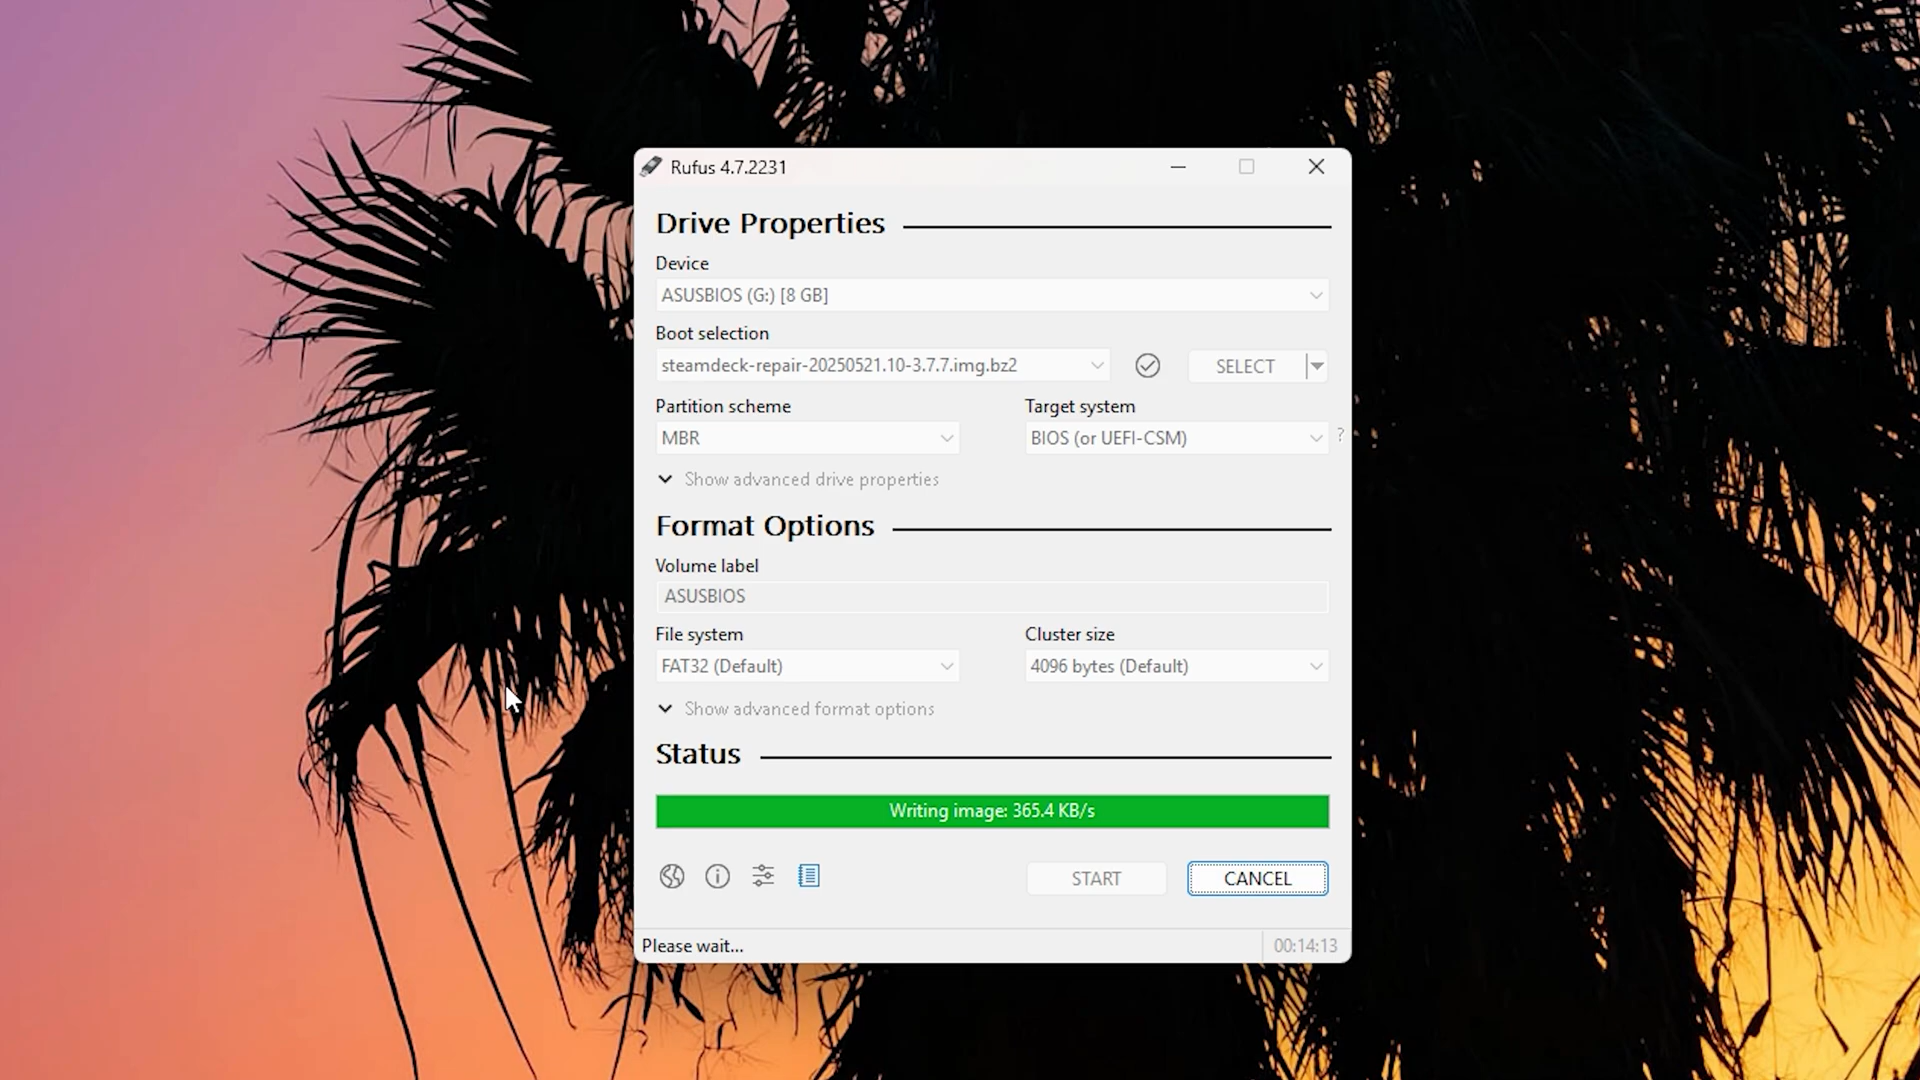 Rufus 4.7.2231
Drive Properties
Device
ASUSBIOS (G:) [8 GB]
Boot selection
steamdeck-repair-20250521.10-3.7.7.img.bz2
SELECT
Partition scheme
Target system
MBR
BIOS (or UEFI-CSM)
?
Show advanced drive properties
Format Options
Volume label
ASUSBIOS
File system
Cluster size
FAT32 (Default)
4096 bytes (Default)
Show advanced format options
Status
Writing image: 365.4 KB/s
START
CANCEL
Please wait...
00:14:13